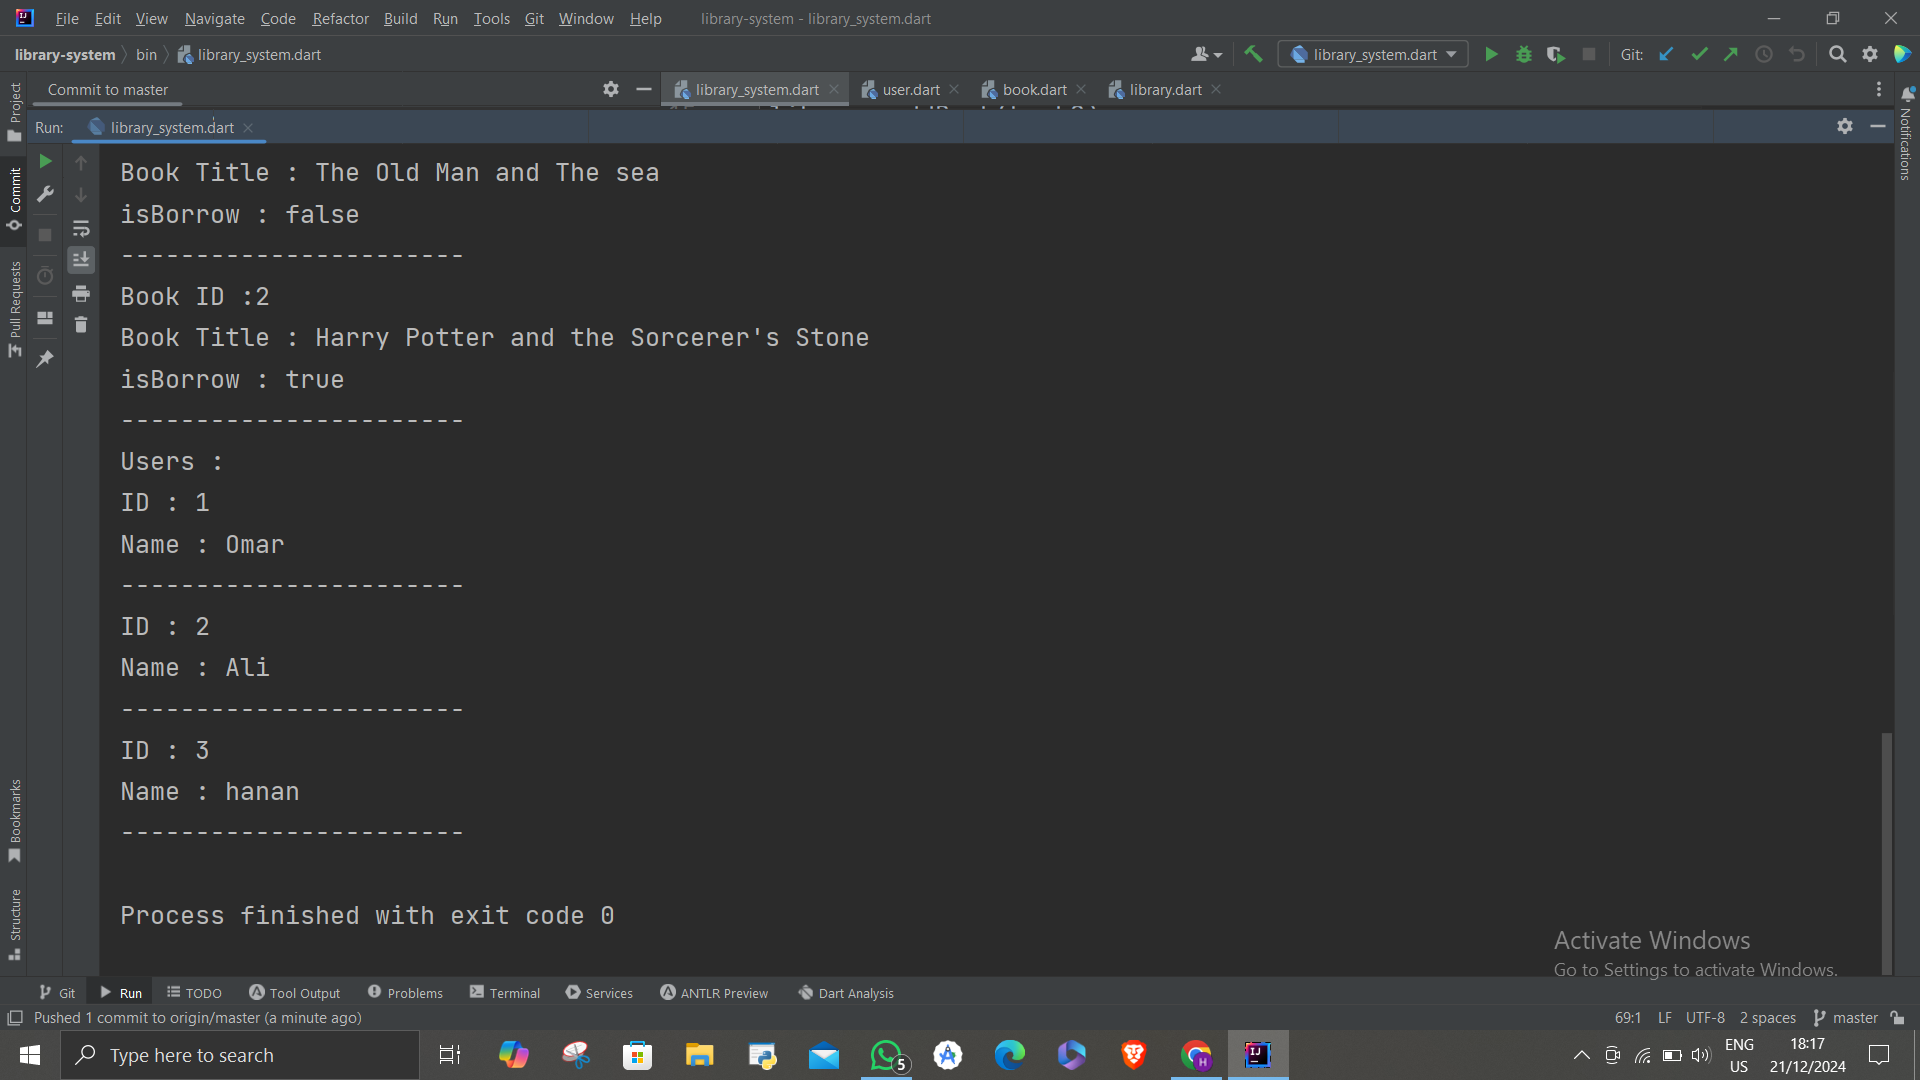 File Edit View Navigate Code Refactor Build Run Tools Git Window Help library-system - library_system.dart
library-system bin library_system.dart
library_system.dart Git:
Commit to master
library_system.dart user.dart book.dart library.dart
Run: library_system.dart
Project
Commit
Pull Requests
Bookmarks
Structure
Notifications
Book Title : The Old Man and The sea
isBorrow : false
-----------------------
Book ID :2
Book Title : Harry Potter and the Sorcerer's Stone
isBorrow : true
-----------------------
Users :
ID : 1
Name : Omar
-----------------------
ID : 2
Name : Ali
-----------------------
ID : 3
Name : hanan
-----------------------
Process finished with exit code 0
Activate Windows
Go to Settings to activate Windows.
Git Run TODO Tool Output Problems Terminal Services ANTLR Preview Dart Analysis
Pushed 1 commit to origin/master (a minute ago) 69:1 LF UTF-8 2 spaces master
Type here to search
5
ENG
US
18:17
21/12/2024